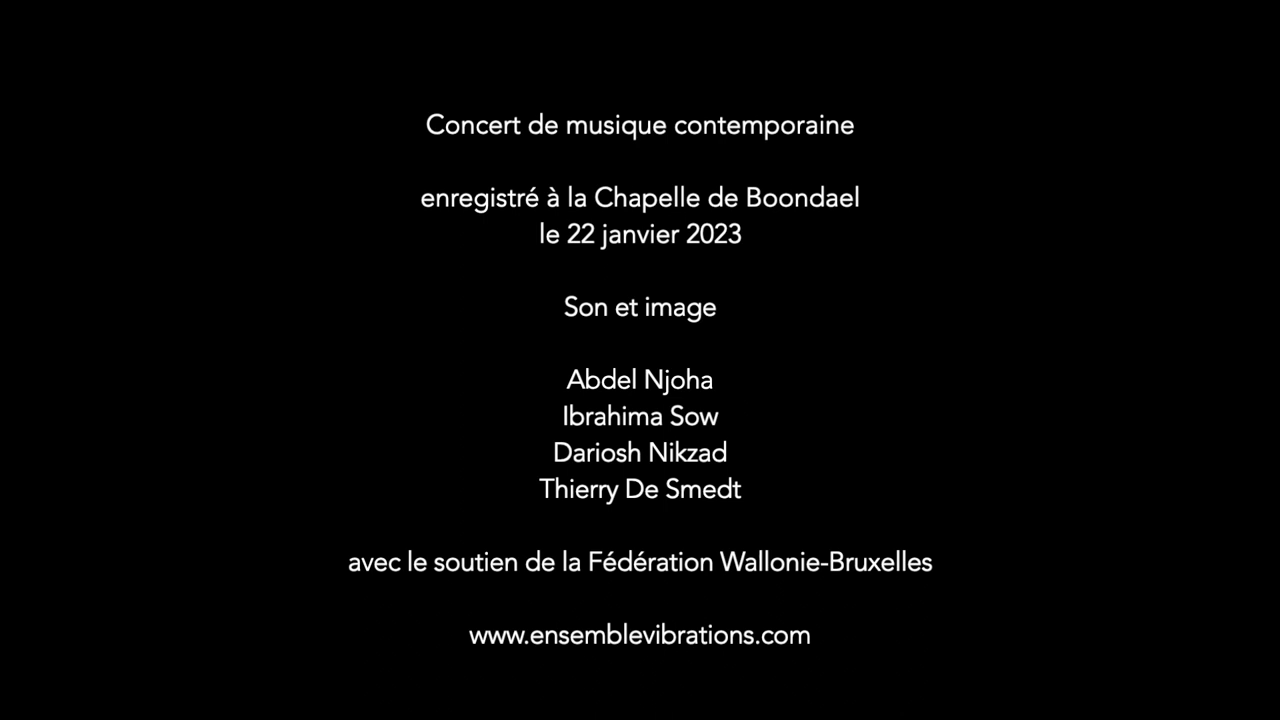 Concert de musique contemporaine
enregistré à la Chapelle de Boondael
le 22 janvier 2023
Son et image
Abdel Njoha
Ibrahima Sow
Dariosh Nikzad
Thierry De Smedt
avec le soutien de la Fédération Wallonie-Bruxelles
www.ensemblevibrations.com